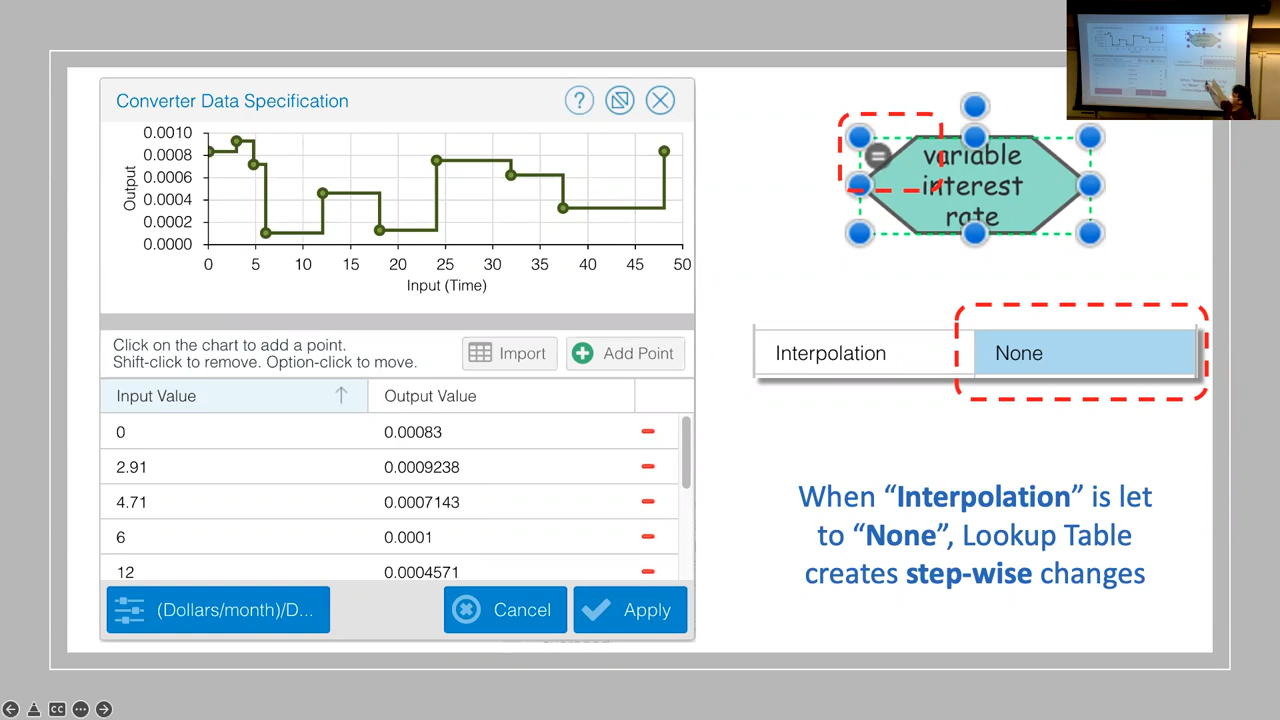 Converter Data Specification
?
Output
0.0010
0.0008
0.0006
0.0004
0.0002
0.0000
0 5 10 15 20 25 30 35 40 45 50
Input (Time)
Click on the chart to add a point.
Shift-click to remove. Option-click to move.
Import
Add Point
Input Value Output Value
0 0.00083
2.91 0.0009238
4.71 0.0007143
6 0.0001
12 0.0004571
(Dollars/month)/D...
Cancel
Apply
=
variable
interest
rate
Interpolation None
When “Interpolation” is let
to “None”, Lookup Table
creates step-wise changes
CC